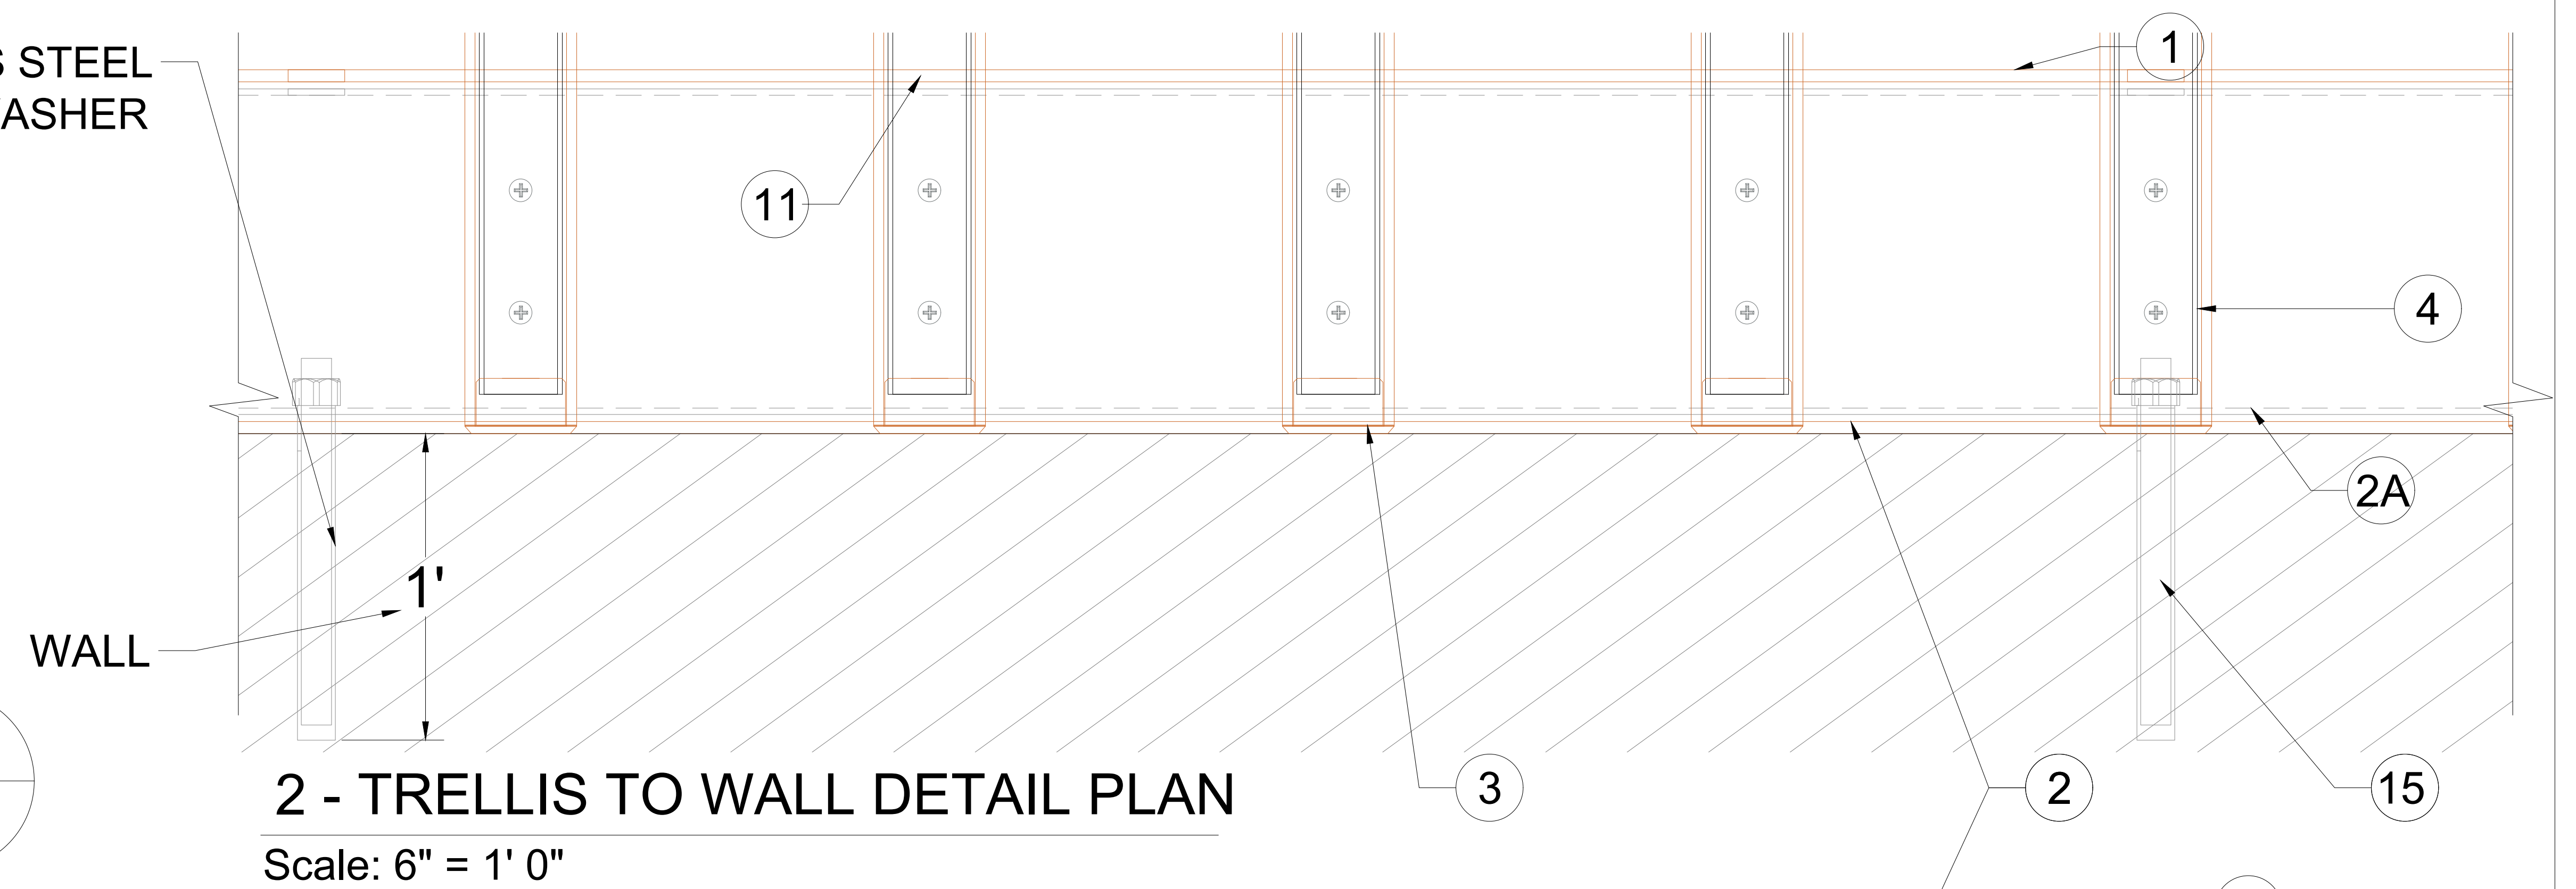 STEEL
1
11
4
2A
1'
WALL
3
2
15
2 - TRELLIS TO WALL DETAIL PLAN
Scale: 6" = 1' 0"